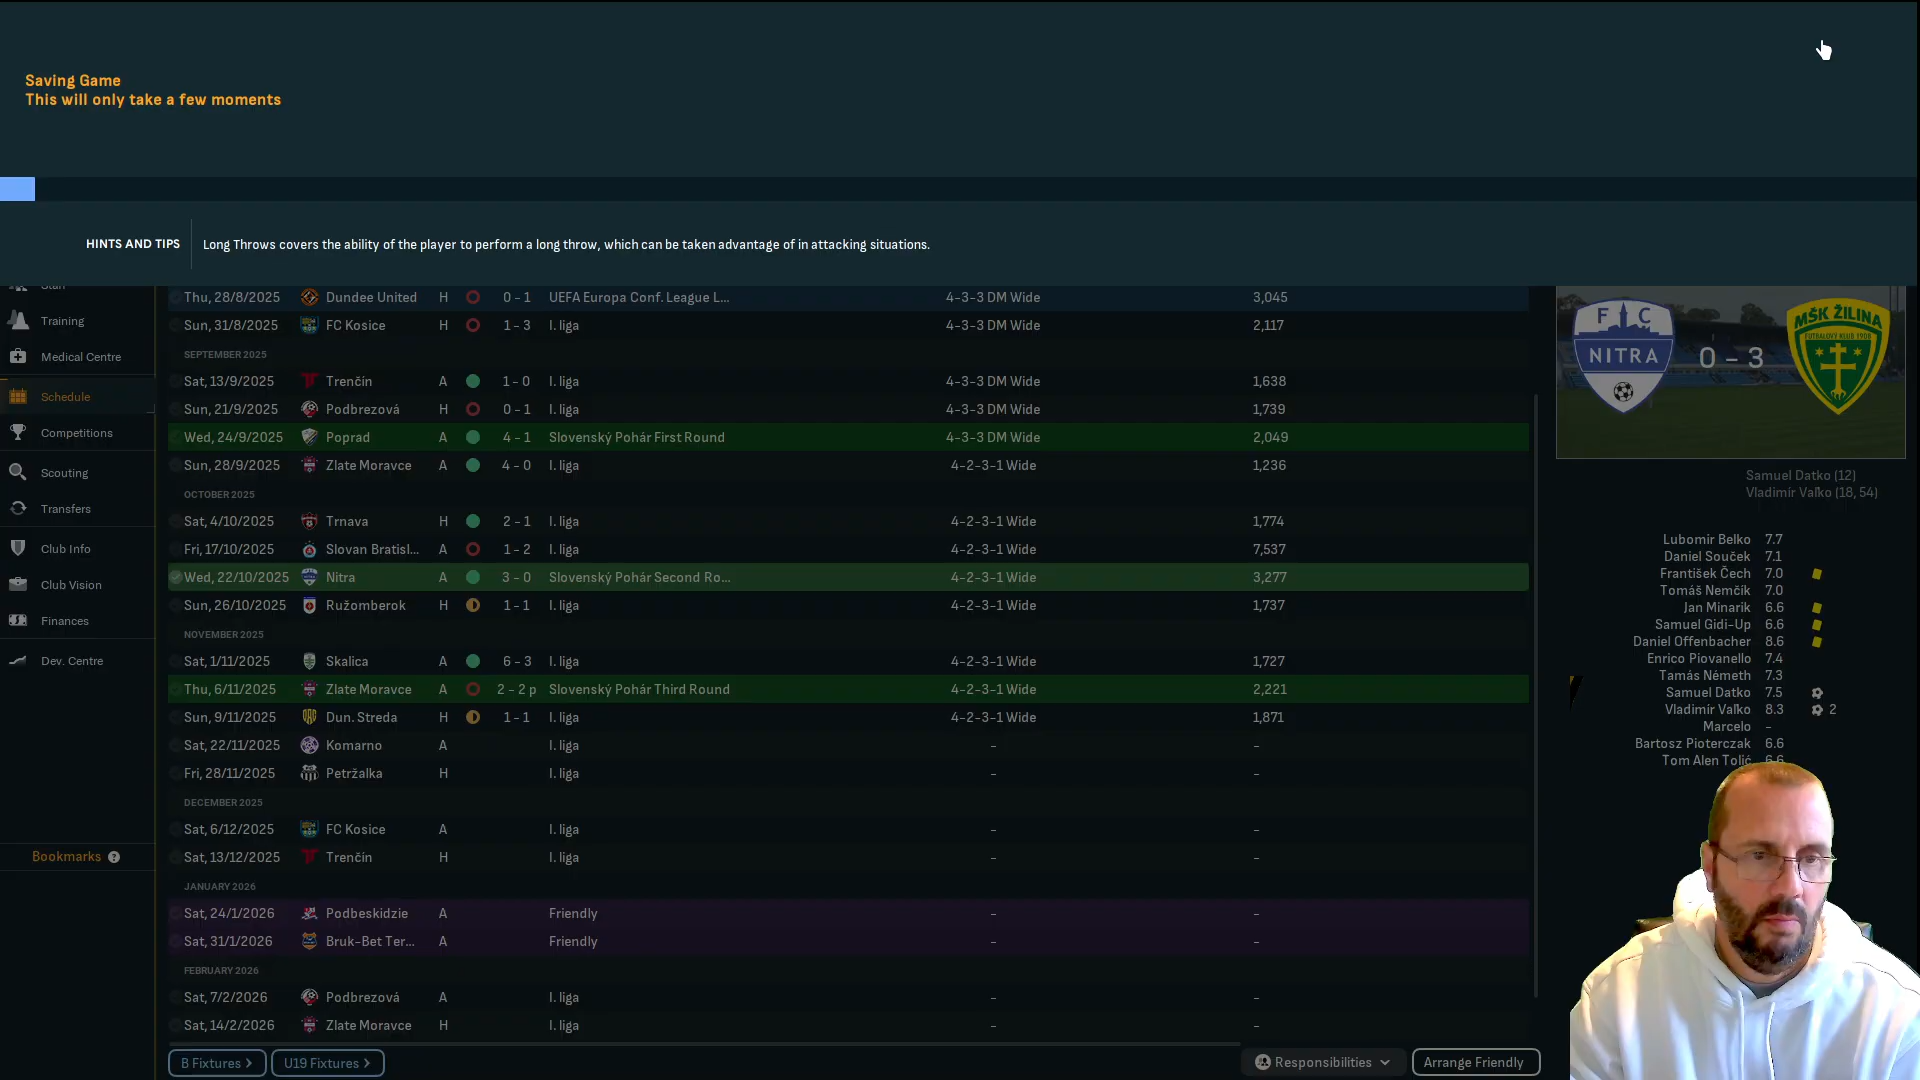 Saving Game
This will only take a few moments
HINTS AND TIPS Long Throws covers the ability of the player to perform a long throw, which can be taken advantage of in attacking situations.
Staff
Training
Medical Centre
Schedule
Competitions
Scouting
Transfers
Club Info
Club Vision
Finances
Dev. Centre
Bookmarks ?
Thu, 28/8/2025 Dundee United H 0 - 1 UEFA Europa Conf. League L... 4-3-3 DM Wide 3,045
Sun, 31/8/2025 FC Kosice H 1 - 3 I. liga 4-3-3 DM Wide 2,117
SEPTEMBER 2025
Sat, 13/9/2025 Trenčín A 1 - 0 I. liga 4-3-3 DM Wide 1,638
Sun, 21/9/2025 Podbrezová H 0 - 1 I. liga 4-3-3 DM Wide 1,739
Wed, 24/9/2025 Poprad A 4 - 1 Slovenský Pohár First Round 4-3-3 DM Wide 2,049
Sun, 28/9/2025 Zlate Moravce A 4 - 0 I. liga 4-2-3-1 Wide 1,236
OCTOBER 2025
Sat, 4/10/2025 Trnava H 2 - 1 I. liga 4-2-3-1 Wide 1,774
Fri, 17/10/2025 Slovan Bratisl... A 1 - 2 I. liga 4-2-3-1 Wide 7,537
Wed, 22/10/2025 Nitra A 3 - 0 Slovenský Pohár Second Ro... 4-2-3-1 Wide 3,277
Sun, 26/10/2025 Ružomberok H 1 - 1 I. liga 4-2-3-1 Wide 1,737
NOVEMBER 2025
Sat, 1/11/2025 Skalica A 6 - 3 I. liga 4-2-3-1 Wide 1,727
Thu, 6/11/2025 Zlate Moravce A 2 - 2 p Slovenský Pohár Third Round 4-2-3-1 Wide 2,221
Sun, 9/11/2025 Dun. Streda H 1 - 1 I. liga 4-2-3-1 Wide 1,871
Sat, 22/11/2025 Komarno A I. liga - -
Fri, 28/11/2025 Petržalka H I. liga - -
DECEMBER 2025
Sat, 6/12/2025 FC Kosice A I. liga - -
Sat, 13/12/2025 Trenčín H I. liga - -
JANUARY 2026
Sat, 24/1/2026 Podbeskidzie A Friendly - -
Sat, 31/1/2026 Bruk-Bet Ter... A Friendly - -
FEBRUARY 2026
Sat, 7/2/2026 Podbrezová A I. liga - -
Sat, 14/2/2026 Zlate Moravce H I. liga - -
B Fixtures > U19 Fixtures > Responsibilities Arrange Friendly
FC NITRA 0 - 3 MŠK ŽILINA FUTBALOVÝ KLUB 1908
Samuel Datko (12)
Vladimír Vaľko (18, 54)
Lubomir Belko 7.7
Daniel Souček 7.1
František Čech 7.0
Tomáš Nemčík 7.0
Jan Minarik 6.6
Samuel Gidi-Up 6.6
Daniel Offenbacher 8.6
Enrico Piovanello 7.4
Tamás Németh 7.3
Samuel Datko 7.5
Vladimír Vaľko 8.3 2
Marcelo -
Bartosz Pioterczak 6.6
Tom Alen Tolić 6.6